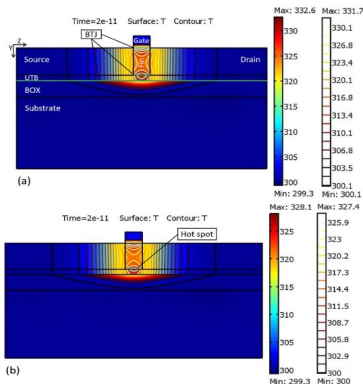 Max: 332.6 Max: 331.7
Time=2e-11 Surface: T Contour: T
BTJ
Gate
Z
Y
Source
Drain
UTB
BOX
Substrate
330
325
320
315
310
305
300
330.1
326.8
323.4
320.1
316.8
313.4
310.1
306.8
303.5
300.1
Min: 299.3 Min: 300.1
(a)
Max: 328.1 Max: 327.4
Time=2e-11 Surface: T Contour: T
Hot spot
325
320
315
310
305
300
325.9
323.1
320.2
317.3
314.4
311.5
308.7
305.8
302.9
300
Min: 299.3 Min: 300
(b)